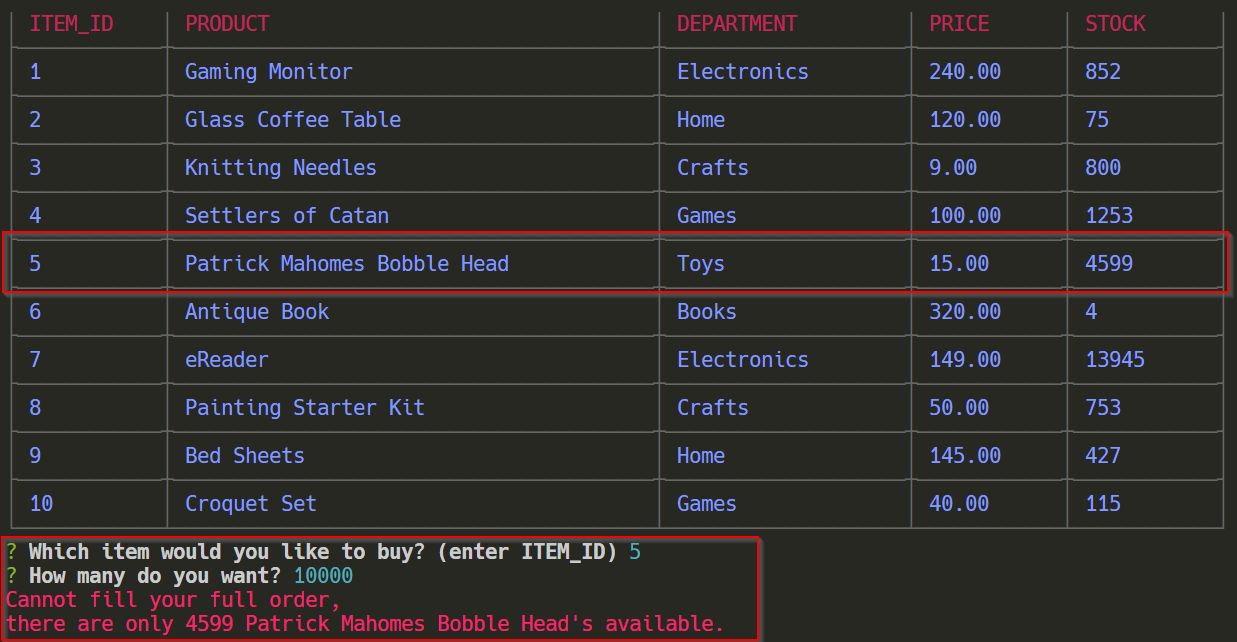 ITEM_ID PRODUCT DEPARTMENT PRICE STOCK
1 Gaming Monitor Electronics 240.00 852
2 Glass Coffee Table Home 120.00 75
3 Knitting Needles Crafts 9.00 800
4 Settlers of Catan Games 100.00 1253
5 Patrick Mahomes Bobble Head Toys 15.00 4599
6 Antique Book Books 320.00 4
7 eReader Electronics 149.00 13945
8 Painting Starter Kit Crafts 50.00 753
9 Bed Sheets Home 145.00 427
10 Croquet Set Games 40.00 115
? Which item would you like to buy? (enter ITEM_ID) 5
? How many do you want? 10000
Cannot fill your full order,
there are only 4599 Patrick Mahomes Bobble Head's available.